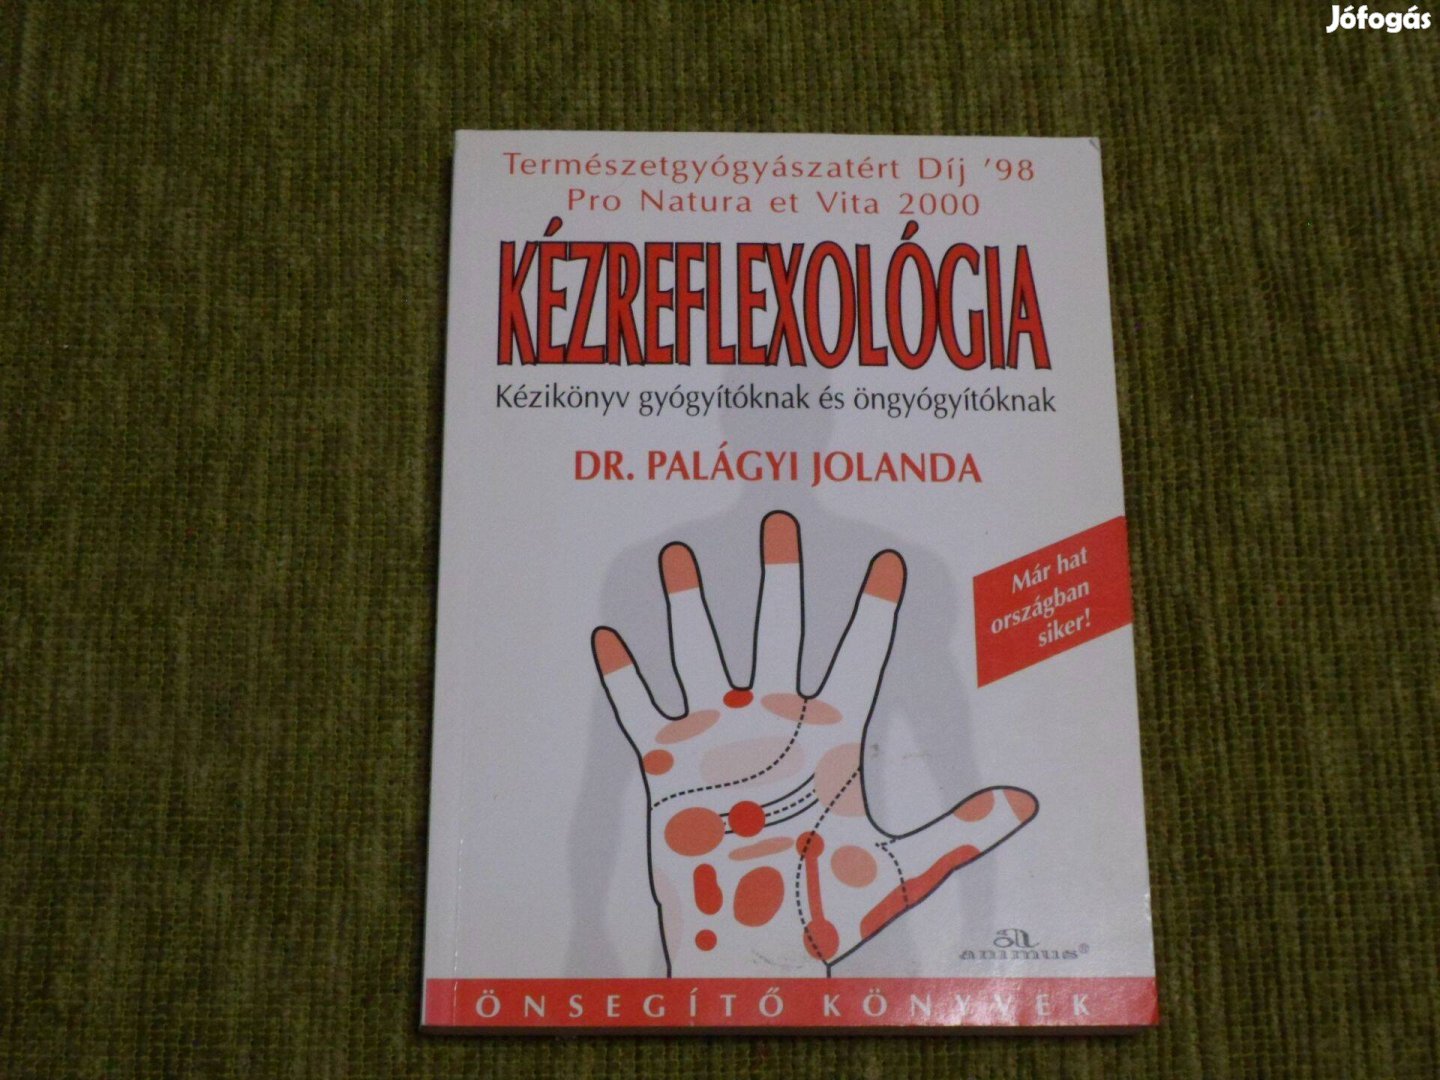 Jófogás
Természetgyógyászatért Díj '98
Pro Natura et Vita 2000
KÉZREFLEXOLÓGIA
Kézikönyv gyógyítóknak és öngyógyítóknak
DR. PALÁGYI JOLANDA
Már hat
országban
siker!
animus®
ÖNSEGÍTŐ KÖNYVEK